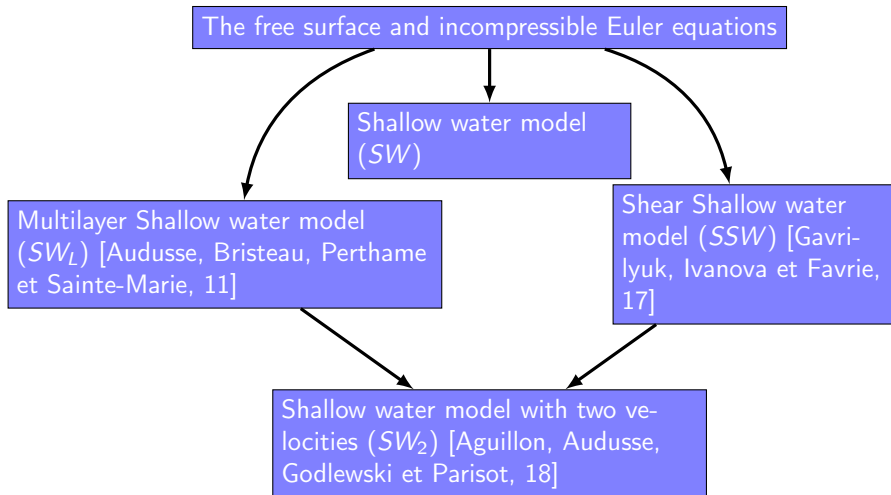 The free surface and incompressible Euler equations
Shallow water model
(SW)
Multilayer Shallow water model
(SW_L) [Audusse, Bristeau, Perthame
et Sainte-Marie, 11]
Shear Shallow water
model (SSW) [Gavri-
lyuk, Ivanova et Favrie,
17]
Shallow water model with two ve-
locities (SW_2) [Aguillon, Audusse,
Godlewski et Parisot, 18]